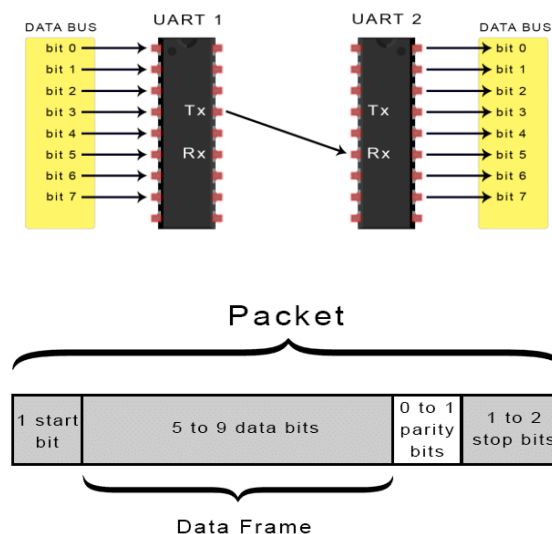 UART 1
UART 2
DATA BUS
DATA BUS
bit 0
bit 1
bit 2
bit 3
bit 4
bit 5
bit 6
bit 7
Tx
Rx
Tx
Rx
bit 0
bit 1
bit 2
bit 3
bit 4
bit 5
bit 6
bit 7
Packet
1 start
bit
5 to 9 data bits
0 to 1
parity
bits
1 to 2
stop bits
Data Frame